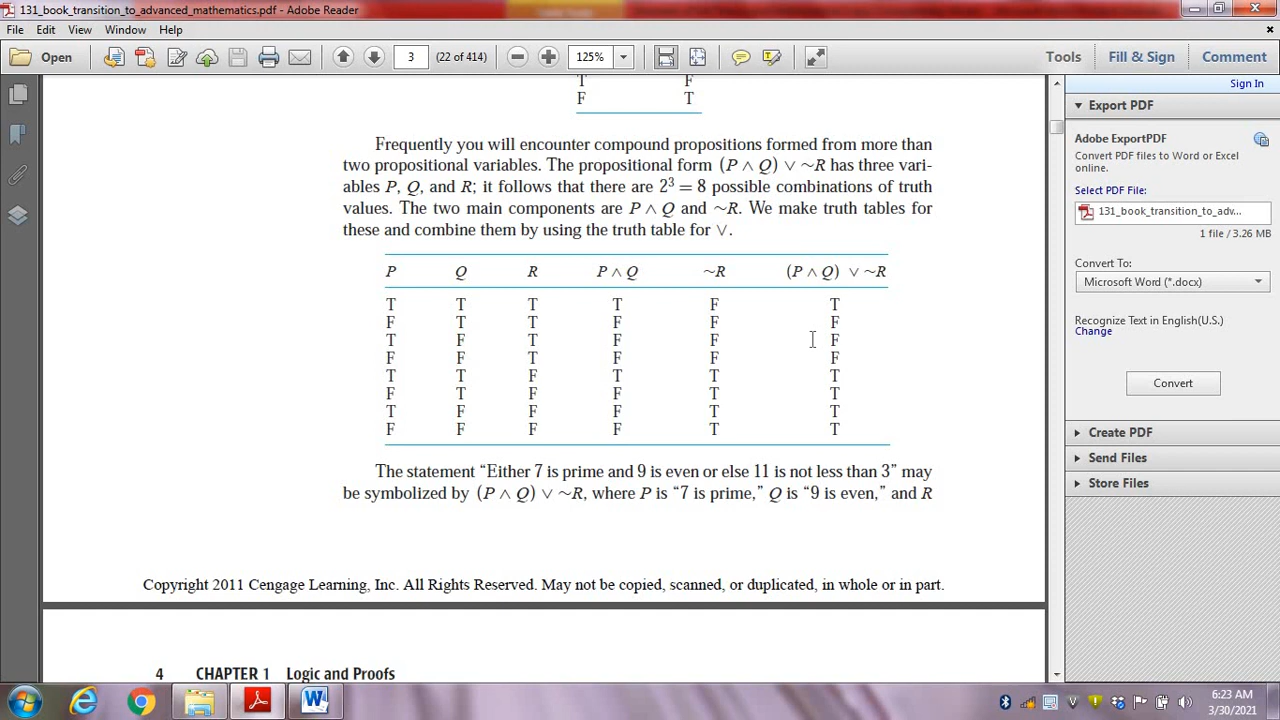 131_book_transition_to_advanced_mathematics.pdf - Adobe Reader
File Edit View Window Help
Open 3 (22 of 414) 125% Tools Fill & Sign Comment
Sign In
T F
F T
Frequently you will encounter compound propositions formed from more than
two propositional variables. The propositional form (P ∧ Q) ∨ ~R has three vari-
ables P, Q, and R; it follows that there are 2³ = 8 possible combinations of truth
values. The two main components are P ∧ Q and ~R. We make truth tables for
these and combine them by using the truth table for ∨.
P Q R P ∧ Q ~R (P ∧ Q) ∨ ~R
T T T T F T
F T T F F F
T F T F F F
F F T F F F
T T F T T T
F T F F T T
T F F F T T
F F F F T T
The statement “Either 7 is prime and 9 is even or else 11 is not less than 3” may
be symbolized by (P ∧ Q) ∨ ~R, where P is “7 is prime,” Q is “9 is even,” and R
Copyright 2011 Cengage Learning, Inc. All Rights Reserved. May not be copied, scanned, or duplicated, in whole or in part.
4 CHAPTER 1 Logic and Proofs
Export PDF
Adobe ExportPDF
Convert PDF files to Word or Excel
online.
Select PDF File:
131_book_transition_to_adv...
1 file / 3.26 MB
Convert To:
Microsoft Word (*.docx)
Recognize Text in English(U.S.)
Change
Convert
Create PDF
Send Files
Store Files
6:23 AM
3/30/2021